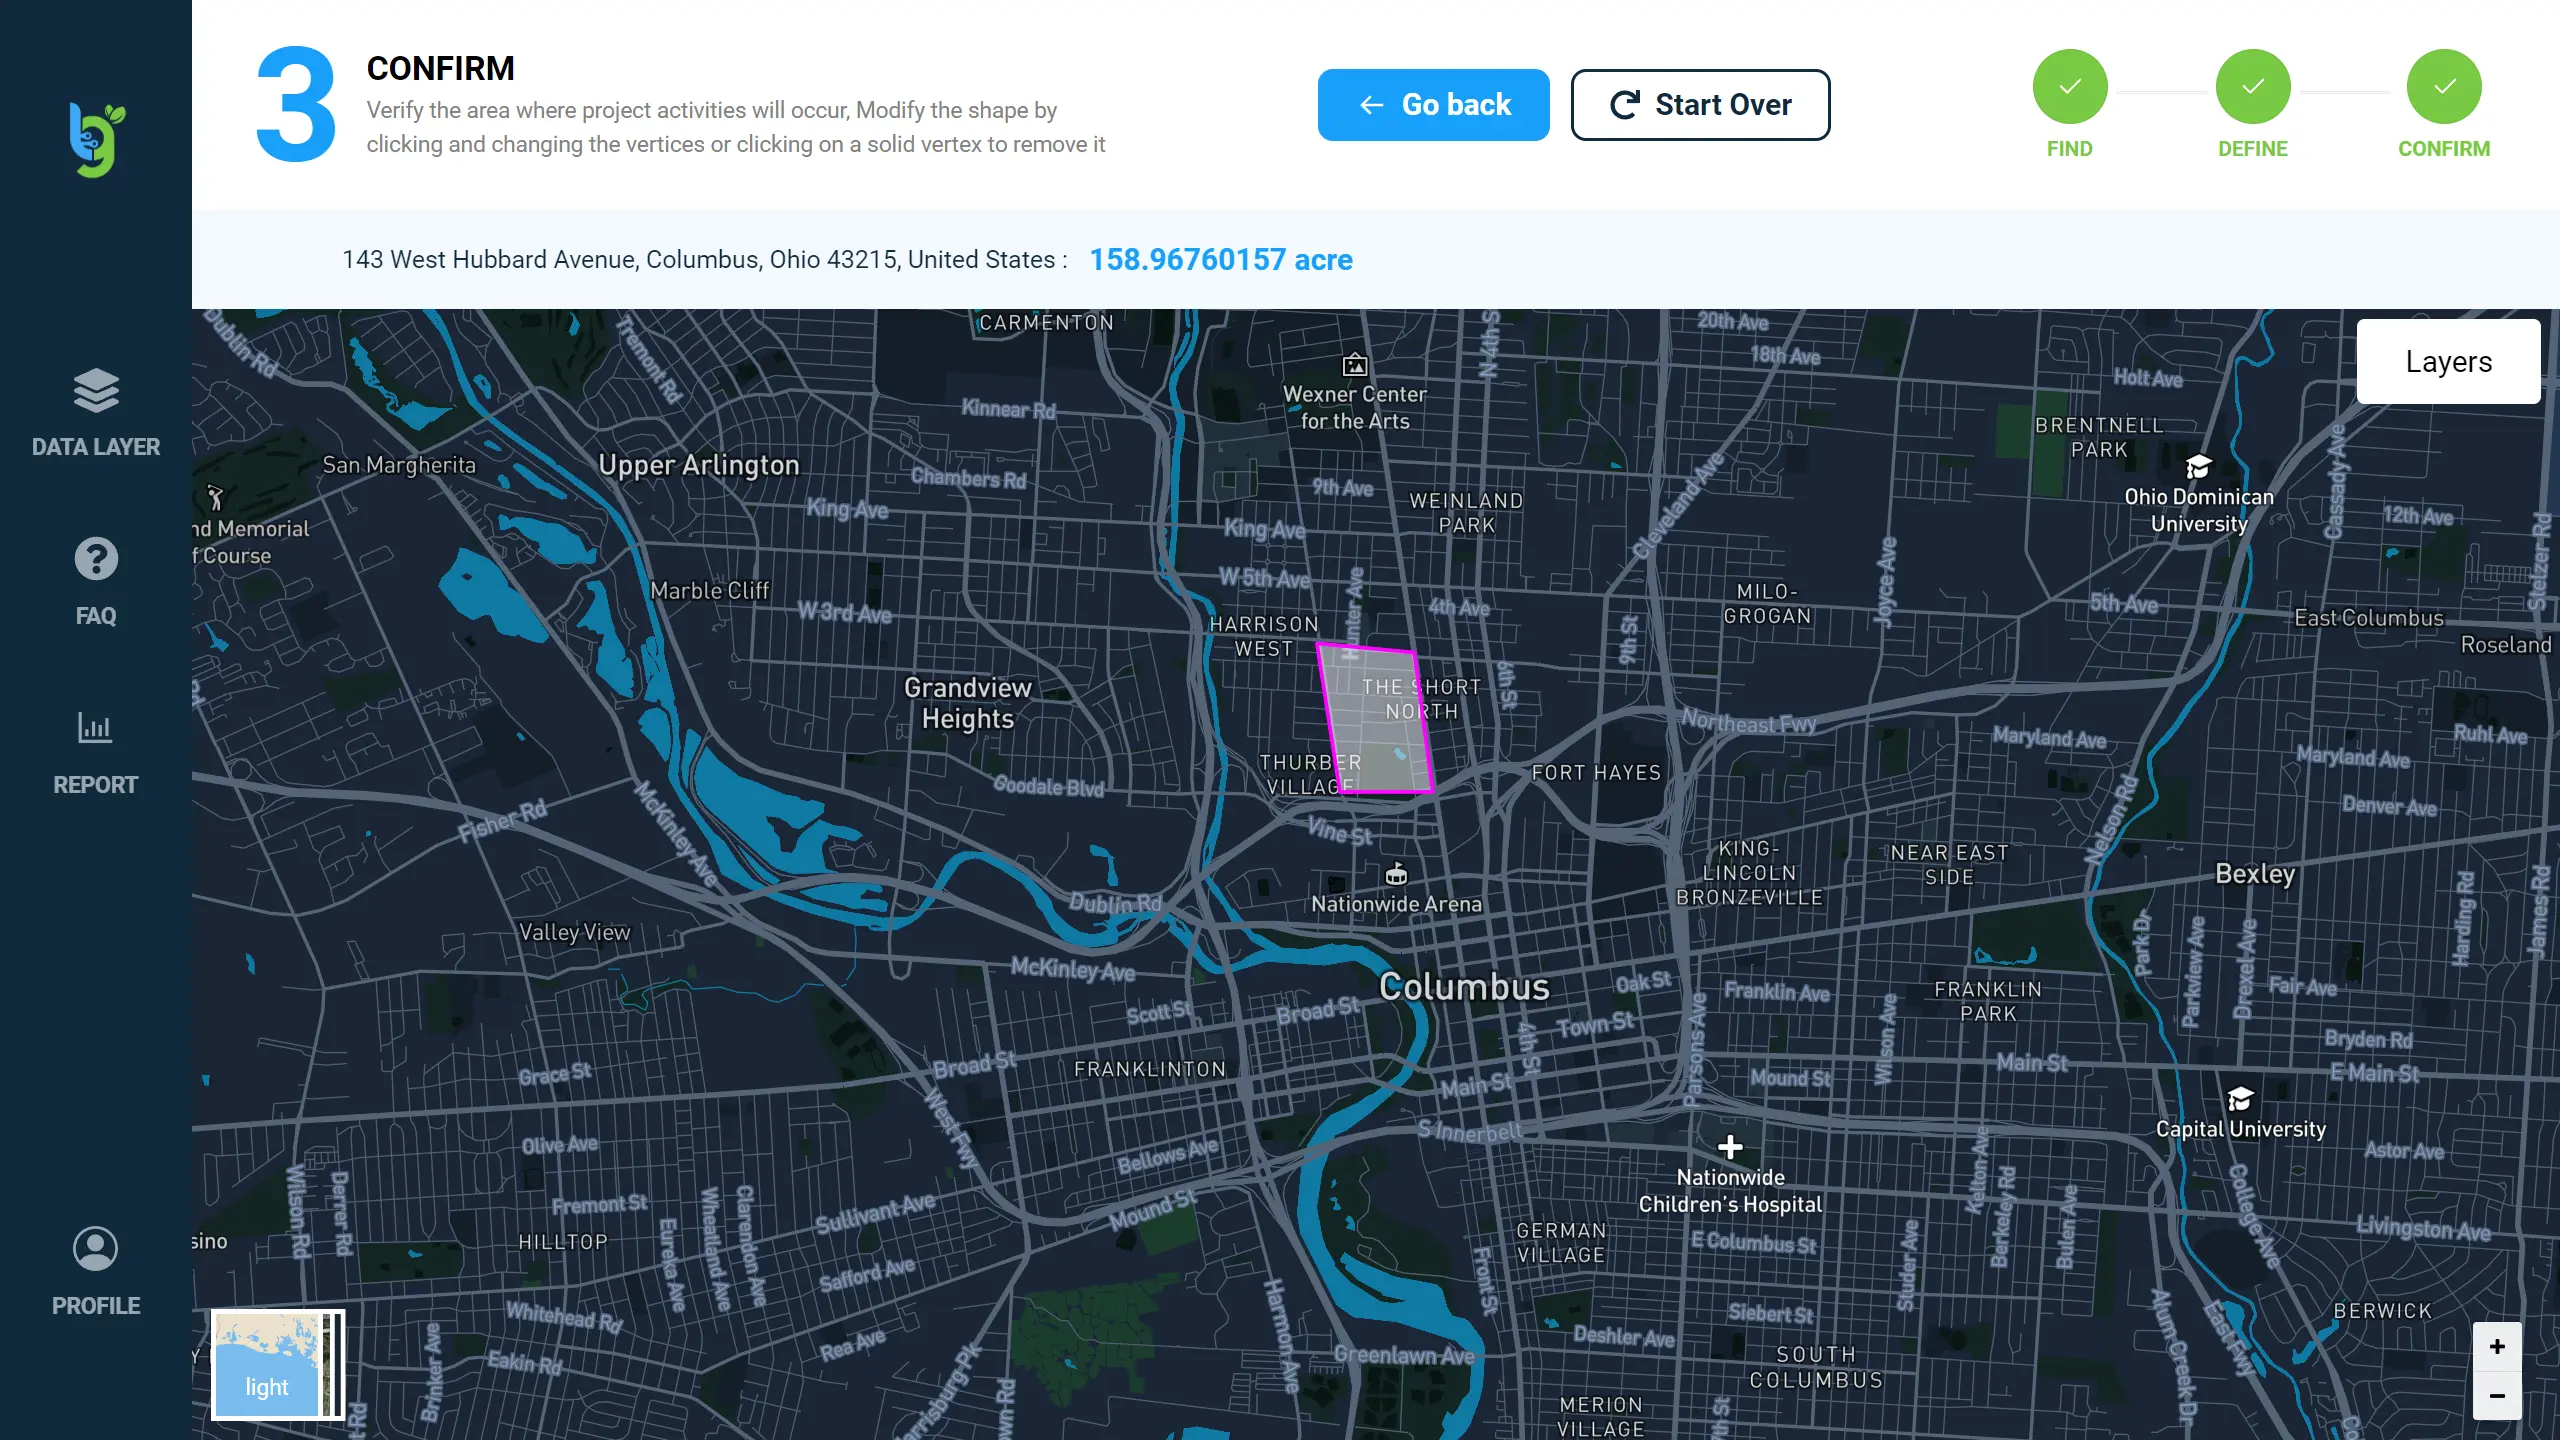 3
CONFIRM
Verify the area where project activities will occur, Modify the shape by
clicking and changing the vertices or clicking on a solid vertex to remove it
Go back
Start Over
FIND
DEFINE
CONFIRM
143 West Hubbard Avenue, Columbus, Ohio 43215, United States :
158.96760157 acre
DATA LAYER
FAQ
REPORT
PROFILE
Layers
Dublin Rd
Tremont Rd
CARMENTON
N 4th S
20th Ave
18th Ave
Holt Ave
Wexner Center
for the Arts
Kinnear Rd
BRENTNELL
PARK
San Margherita
Upper Arlington
Chambers Rd
King Ave
9th Ave
WEINLAND
PARK
Cleveland Ave
Ohio Dominican
University
Cassady Ave
12th Ave
Stelzer Rd
nd Memorial
f Course
King Ave
W 5th Ave
Hunter Ave
4th Ave
Marble Cliff
W 3rd Ave
HARRISON
WEST
9th St
MILO-
GROGAN
Joyce Ave
5th Ave
East Columbus
Roseland
Grandview
Heights
THE SHORT
NORTH
6th St
Northeast Fwy
Maryland Ave
Ruhl Ave
Maryland Ave
THURBER
VILLAGE
FORT HAYES
Goodale Blvd
Fisher Rd
McKinley Ave
Vine St
Nelson Rd
Denver Ave
KING-
LINCOLN
BRONZEVILLE
NEAR EAST
SIDE
Bexley
Nationwide Arena
Dublin Rd
Valley View
McKinley Ave
Park Dr
Parkview Ave
Drexel Ave
Harding Rd
James Rd
Columbus
Oak St
Franklin Ave
FRANKLIN
PARK
Fair Ave
Scott St
Broad St
4th St
Town St
Parsons Ave
Wilson Ave
Bryden Rd
Broad St
FRANKLINTON
Grace St
Main St
Mound St
Main St
E Main St
West Fwy
S Innerbelt
Capital University
Olive Ave
Bellows Ave
Nationwide
Children's Hospital
Kelton Ave
Astor Ave
College Ave
Wilson Rd
Derrer Rd
Fremont St
Wheatland Ave
Clarendon Ave
Eureka Ave
Sullivant Ave
Mound St
GERMAN
VILLAGE
E Columbus St
Studer Ave
Berkeley Rd
Bulen Ave
Livingston Ave
sino
HILLTOP
Safford Ave
Front St
Harmon Ave
Whitehead Rd
Brinker Ave
Eakin Rd
Rea Ave
arrisburg Pk
own Rd
Siebert St
Deshler Ave
Greenlawn Ave
SOUTH
COLUMBUS
Alum Creek Dr
East Fwy
BERWICK
MERION
VILLAGE
7th St
light
t Rd
Co
+
−